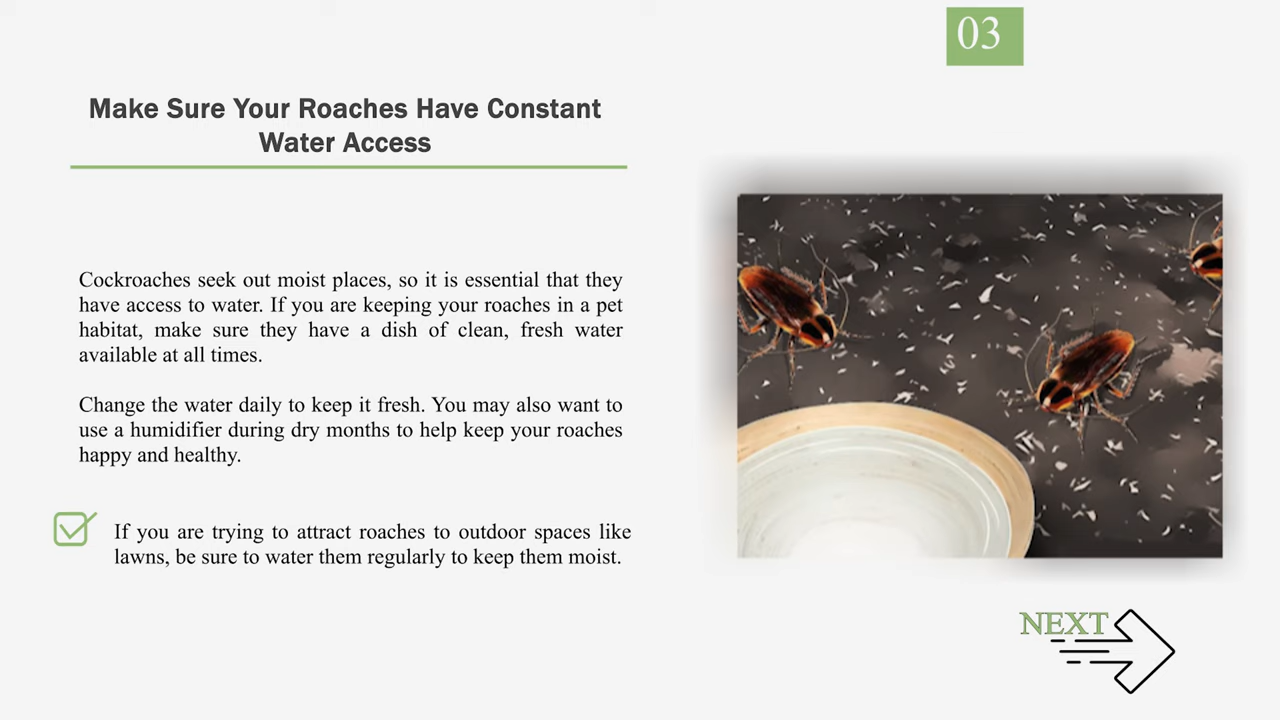 03
Make Sure Your Roaches Have Constant
Water Access
Cockroaches seek out moist places, so it is essential that they
have access to water. If you are keeping your roaches in a pet
habitat, make sure they have a dish of clean, fresh water
available at all times.
Change the water daily to keep it fresh. You may also want to
use a humidifier during dry months to help keep your roaches
happy and healthy.
If you are trying to attract roaches to outdoor spaces like
lawns, be sure to water them regularly to keep them moist.
NEXT